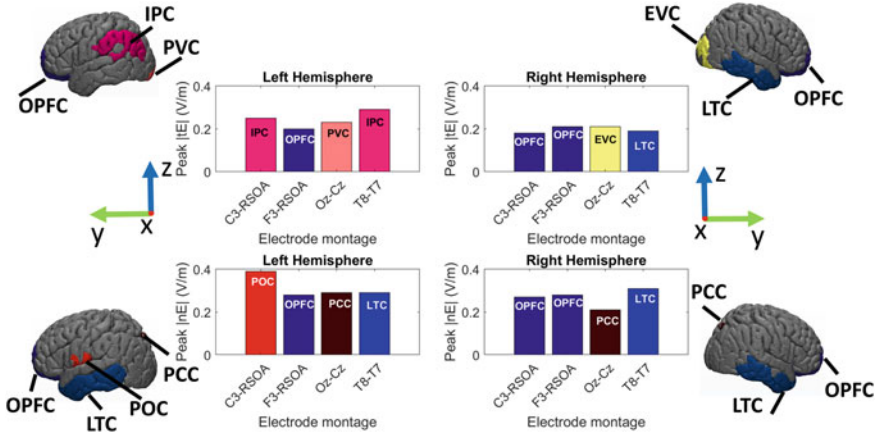 IPC
PVC
OPFC
Left Hemisphere
Peak |tE| (V/m)
0.4
0.2
0
IPC
OPFC
PVC
IPC
C3-RSOA
F3-RSOA
Oz-Cz
T8-T7
Electrode montage
Right Hemisphere
Peak |tE| (V/m)
0.4
0.2
0
OPFC
OPFC
EVC
LTC
C3-RSOA
F3-RSOA
Oz-Cz
T8-T7
Electrode montage
EVC
LTC
OPFC
z
y
x
z
x
y
Left Hemisphere
Peak |nE| (V/m)
0.4
0.2
0
POC
OPFC
PCC
LTC
C3-RSOA
F3-RSOA
Oz-Cz
T8-T7
Electrode montage
Right Hemisphere
Peak |nE| (V/m)
0.4
0.2
0
OPFC
OPFC
PCC
LTC
C3-RSOA
F3-RSOA
Oz-Cz
T8-T7
Electrode montage
PCC
OPFC
POC
LTC
PCC
OPFC
LTC